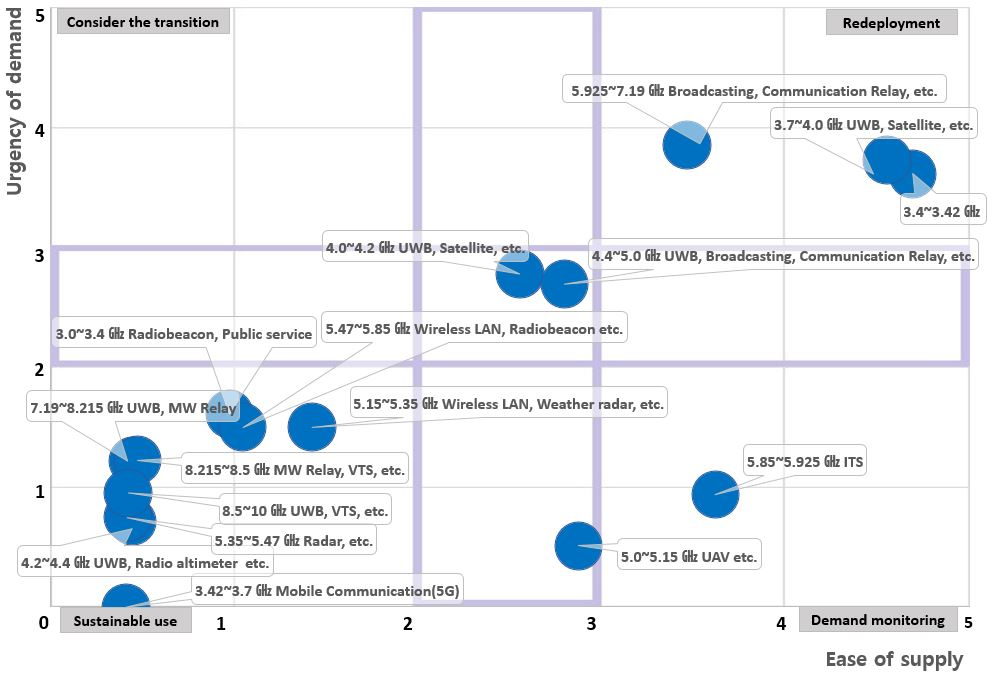 5
Consider the transition
Redeployment
Urgency of demand
5.925~7.19 ㎓ Broadcasting, Communication Relay, etc.
3.7~4.0 ㎓ UWB, Satellite, etc.
4
3.4~3.42 ㎓
4.0~4.2 ㎓ UWB, Satellite, etc.
3
4.4~5.0 ㎓ UWB, Broadcasting, Communication Relay, etc.
3.0~3.4 ㎓ Radiobeacon, Public service
5.47~5.85 ㎓ Wireless LAN, Radiobeacon etc.
2
7.19~8.215 ㎓ UWB, MW Relay
5.15~5.35 ㎓ Wireless LAN, Weather radar, etc.
8.215~8.5 ㎓ MW Relay, VTS, etc.
5.85~5.925 ㎓ ITS
1
8.5~10 ㎓ UWB, VTS, etc.
5.35~5.47 ㎓ Radar, etc.
5.0~5.15 ㎓ UAV etc.
4.2~4.4 ㎓ UWB, Radio altimeter etc.
3.42~3.7 ㎓ Mobile Communication(5G)
0
Sustainable use
1
2
3
4
Demand monitoring
5
Ease of supply